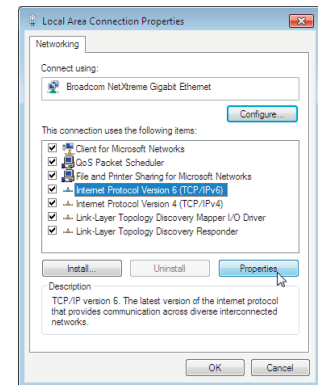 Local Area Connection Properties
Networking
Connect using:
Broadcom NetXtreme Gigabit Ethernet
Configure...
This connection uses the following items:
Client for Microsoft Networks
QoS Packet Scheduler
File and Printer Sharing for Microsoft Networks
Internet Protocol Version 6 (TCP/IPv6)
Internet Protocol Version 4 (TCP/IPv4)
Link-Layer Topology Discovery Mapper I/O Driver
Link-Layer Topology Discovery Responder
Install...
Uninstall
Properties
Description
TCP/IP version 6. The latest version of the internet protocol
that provides communication across diverse interconnected
networks.
OK
Cancel